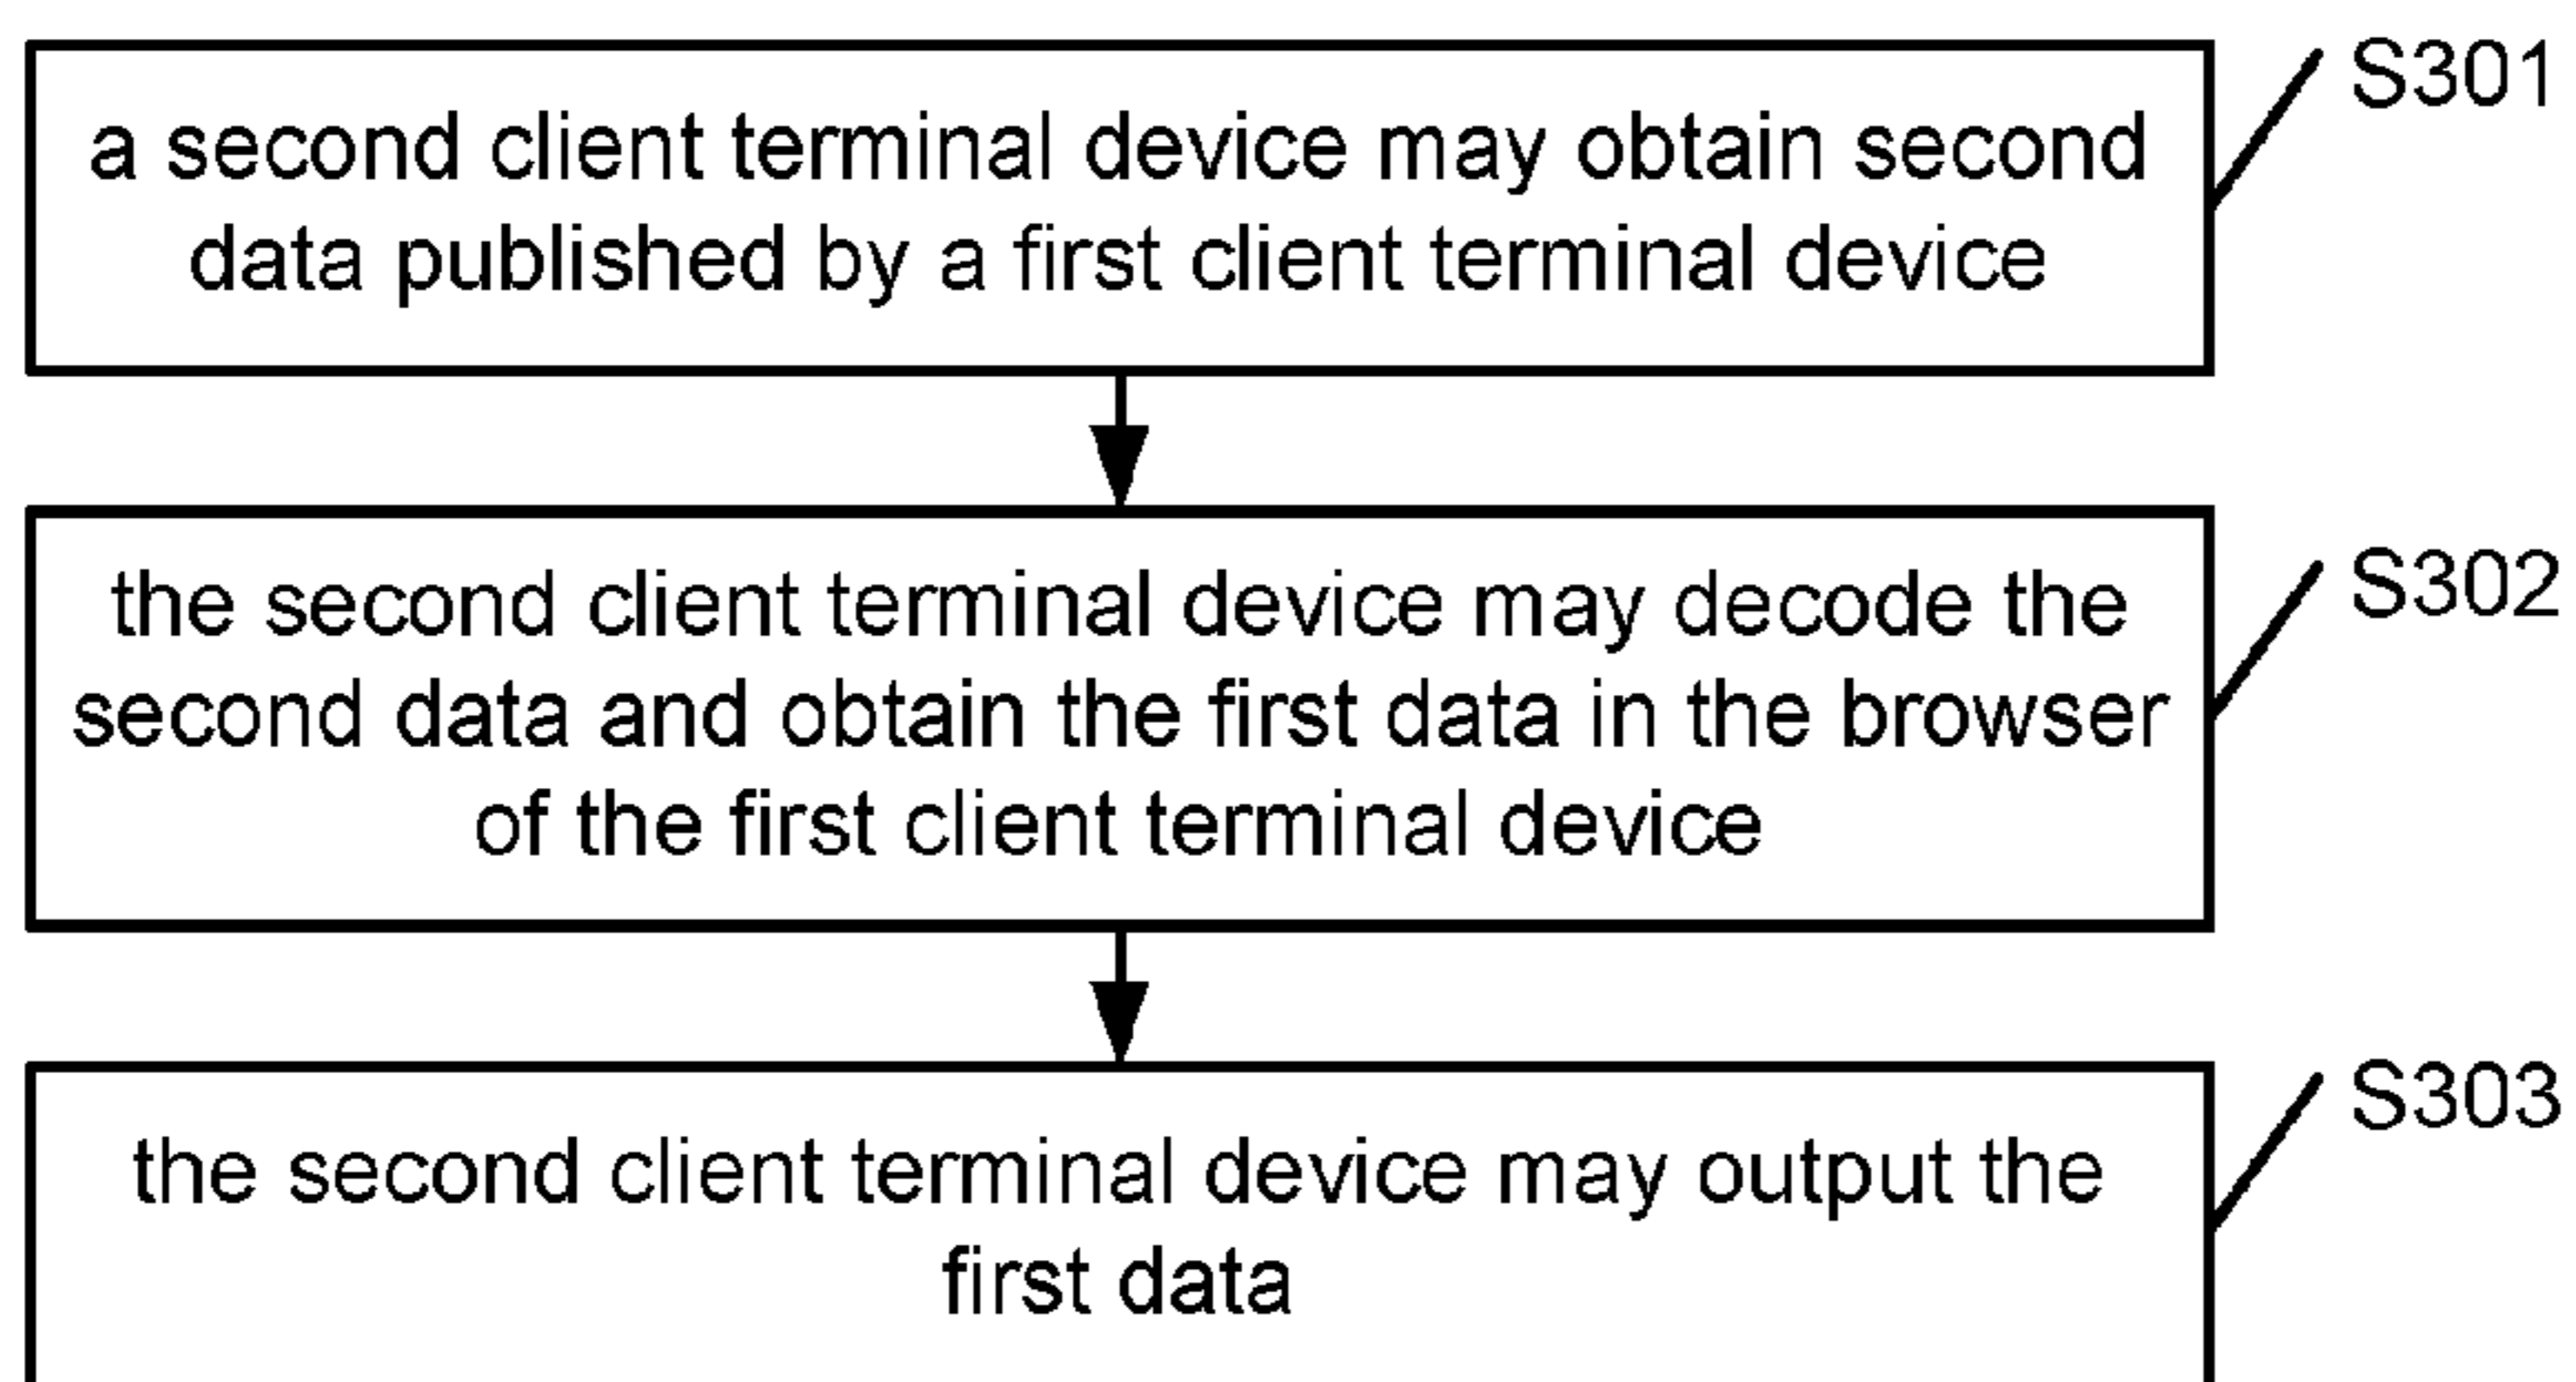 a second client terminal device may obtain second
data published by a first client terminal device
S301
the second client terminal device may decode the
second data and obtain the first data in the browser
of the first client terminal device
S302
the second client terminal device may output the
first data
S303